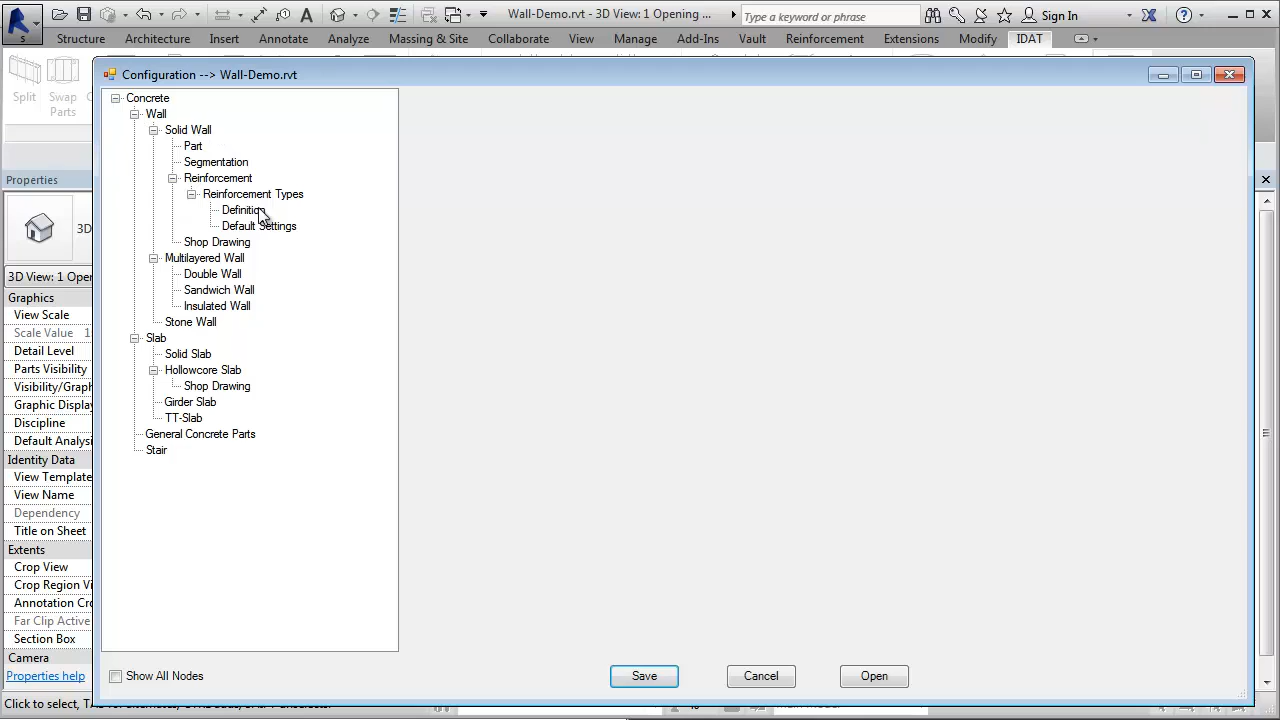 Wall-Demo.rvt - 3D View: 1 Opening ...
Type a keyword or phrase
Sign In
S
Structure Architecture Insert Annotate Analyze Massing & Site Collaborate View Manage Add-Ins Vault Reinforcement Extensions Modify IDAT
Split
Swap
Parts
Configuration --> Wall-Demo.rvt
Concrete
Wall
Solid Wall
Part
Segmentation
Reinforcement
Reinforcement Types
Definition
Default Settings
Shop Drawing
Multilayered Wall
Double Wall
Sandwich Wall
Insulated Wall
Stone Wall
Slab
Solid Slab
Hollowcore Slab
Shop Drawing
Girder Slab
TT-Slab
General Concrete Parts
Stair
Show All Nodes
Save
Cancel
Open
Properties
3D
3D View: 1 Open
Graphics
View Scale
Scale Value 1
Detail Level
Parts Visibility
Visibility/Graph
Graphic Display
Discipline
Default Analysi
Identity Data
View Template
View Name
Dependency
Title on Sheet
Extents
Crop View
Crop Region Vi
Annotation Cro
Far Clip Active
Section Box
Camera
Properties help